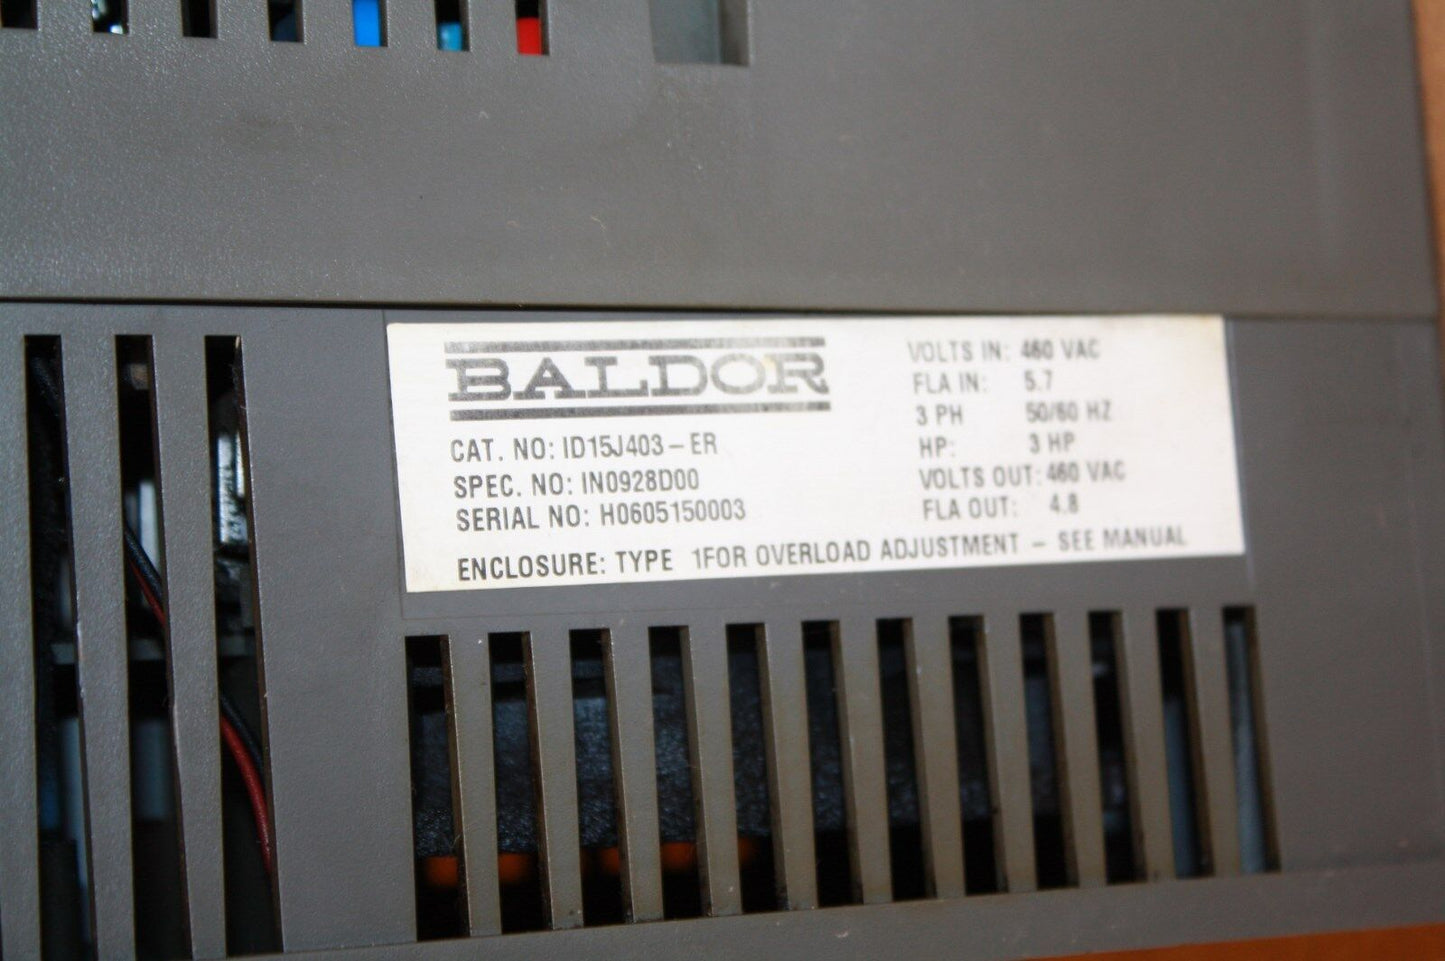 BALDOR
CAT. NO: ID15J403-ER
SPEC. NO: IN0928D00
SERIAL NO: H0605150003
VOLTS IN: 460 VAC
FLA IN: 5.7
3 PH 50/60 HZ
HP: 3 HP
VOLTS OUT: 460 VAC
FLA OUT: 4.8
ENCLOSURE: TYPE 1FOR OVERLOAD ADJUSTMENT - SEE MANUAL